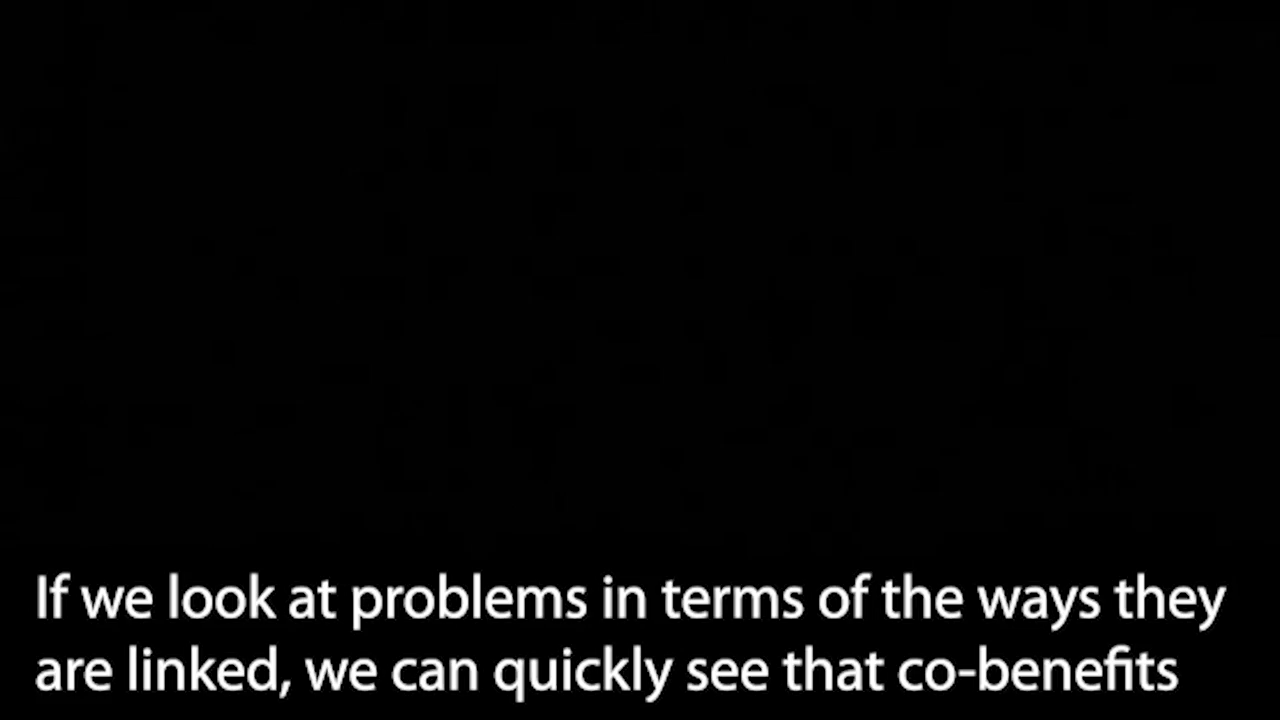 If we look at problems in terms of the ways they
are linked, we can quickly see that co-benefits